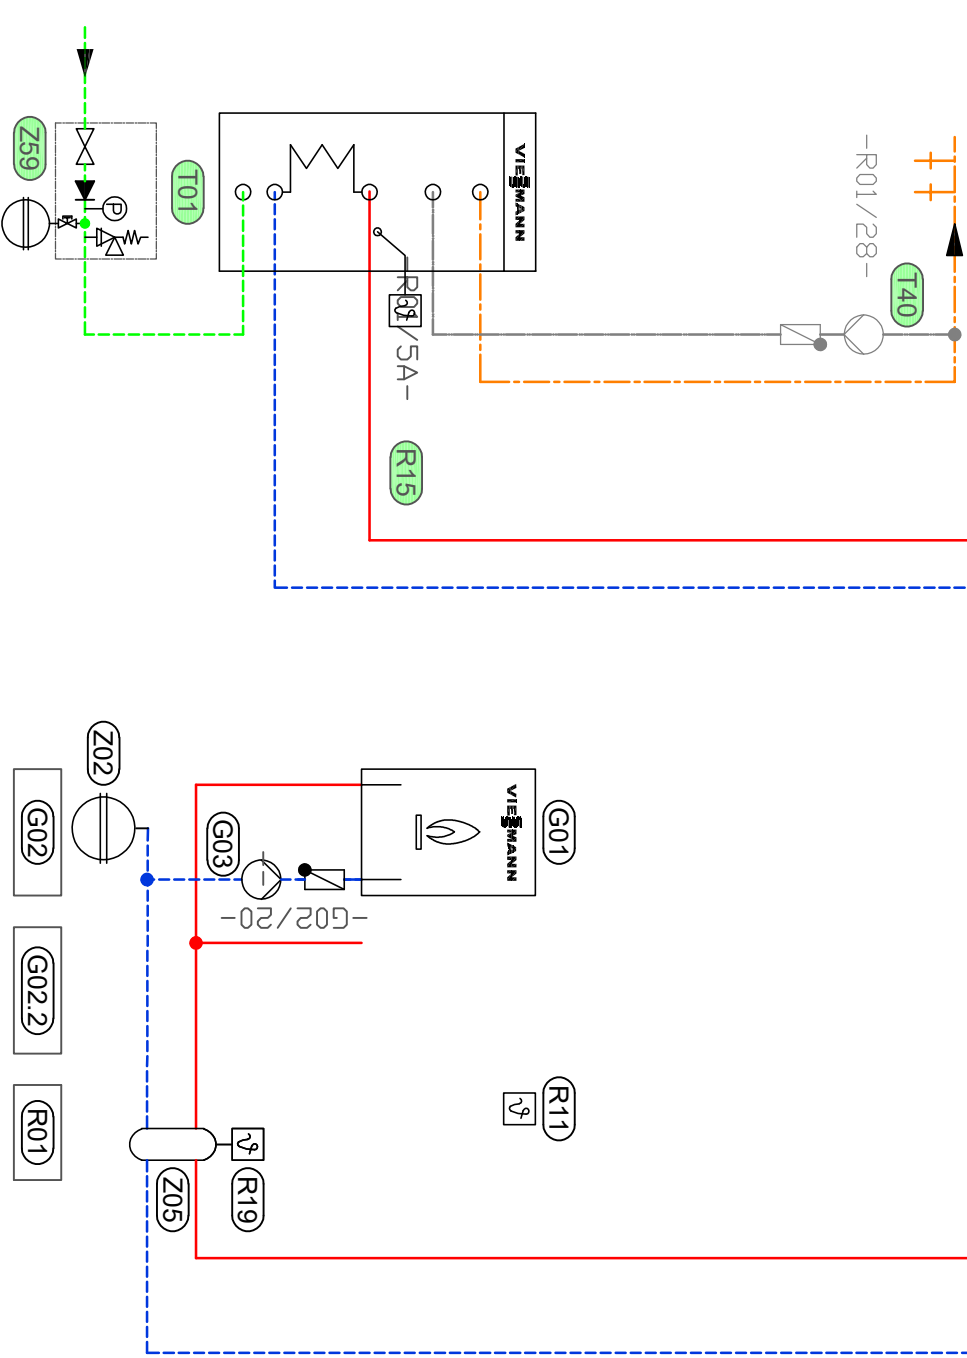 Z59
P
T01
VIESMANN
-R01/28-
T40
-R01/5A-
R15
Z02
G02
G03
VIESMANN
G01
-G02/20-
G02.2
R11
R01
Z05
R19